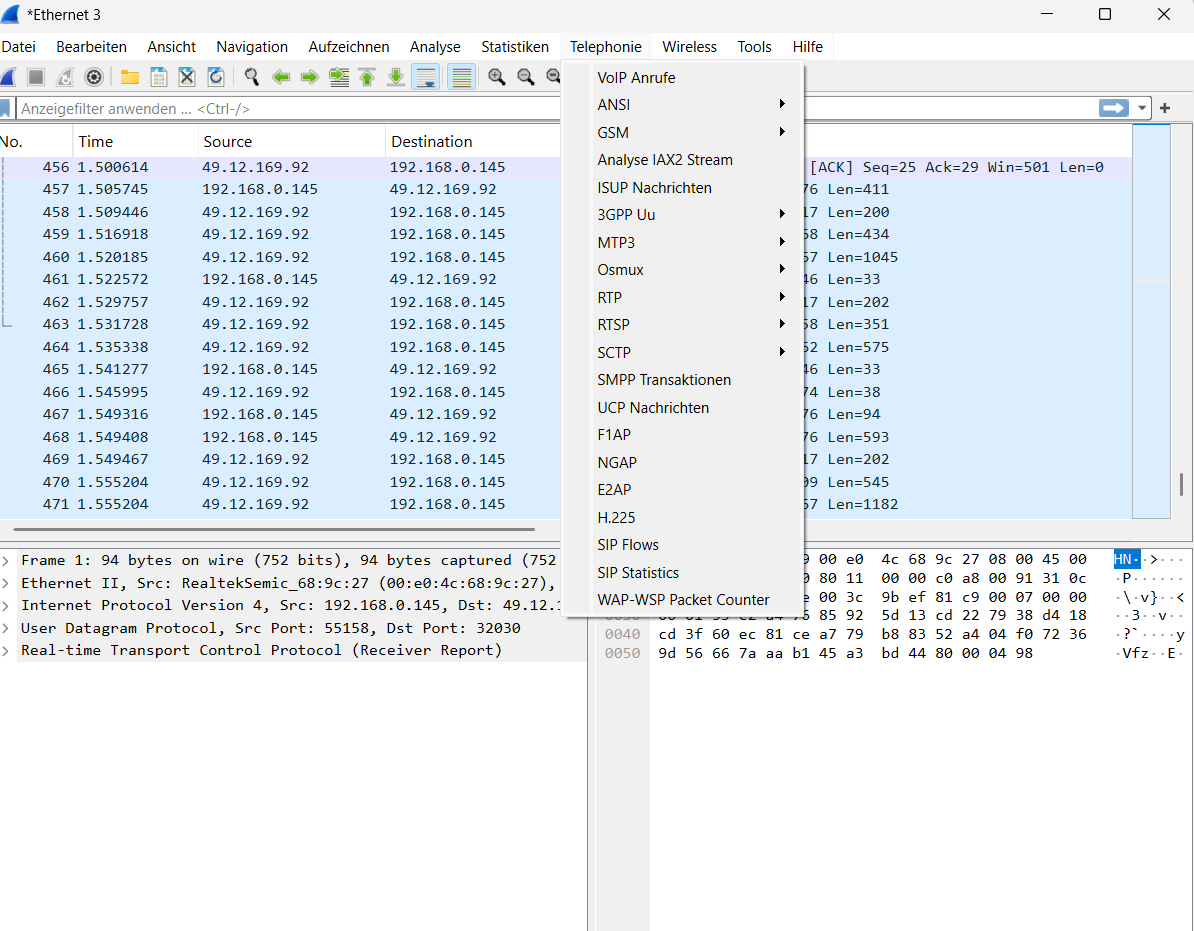 *Ethernet 3
Datei Bearbeiten Ansicht Navigation Aufzeichnen Analyse Statistiken Telephonie Wireless Tools Hilfe
Anzeigefilter anwenden ... <Ctrl-/>
No. Time Source Destination
456 1.500614 49.12.169.92 192.168.0.145 [ACK] Seq=25 Ack=29 Win=501 Len=0
457 1.505745 192.168.0.145 49.12.169.92 76 Len=411
458 1.509446 49.12.169.92 192.168.0.145 17 Len=200
459 1.516918 49.12.169.92 192.168.0.145 58 Len=434
460 1.520185 49.12.169.92 192.168.0.145 57 Len=1045
461 1.522572 192.168.0.145 49.12.169.92 46 Len=33
462 1.529757 49.12.169.92 192.168.0.145 17 Len=202
463 1.531728 49.12.169.92 192.168.0.145 58 Len=351
464 1.535338 49.12.169.92 192.168.0.145 52 Len=575
465 1.541277 192.168.0.145 49.12.169.92 46 Len=33
466 1.545995 49.12.169.92 192.168.0.145 74 Len=38
467 1.549316 192.168.0.145 49.12.169.92 76 Len=94
468 1.549408 192.168.0.145 49.12.169.92 76 Len=593
469 1.549467 49.12.169.92 192.168.0.145 17 Len=202
470 1.555204 49.12.169.92 192.168.0.145 09 Len=545
471 1.555204 49.12.169.92 192.168.0.145 57 Len=1182
VoIP Anrufe
ANSI
GSM
Analyse IAX2 Stream
ISUP Nachrichten
3GPP Uu
MTP3
Osmux
RTP
RTSP
SCTP
SMPP Transaktionen
UCP Nachrichten
F1AP
NGAP
E2AP
H.225
SIP Flows
SIP Statistics
WAP-WSP Packet Counter
Frame 1: 94 bytes on wire (752 bits), 94 bytes captured (752
Ethernet II, Src: RealtekSemic_68:9c:27 (00:e0:4c:68:9c:27),
Internet Protocol Version 4, Src: 192.168.0.145, Dst: 49.12.1
User Datagram Protocol, Src Port: 55158, Dst Port: 32030
Real-time Transport Control Protocol (Receiver Report)
00 e0 4c 68 9c 27 08 00 45 00 HN· >···
80 11 00 00 c0 a8 00 91 31 0c ·P······
00 3c 9b ef 81 c9 00 07 00 00 ·\·v}··<
85 92 5d 13 cd 22 79 38 d4 18 ··3··v··
0040 cd 3f 60 ec 81 ce a7 79 b8 83 52 a4 04 f0 72 36 ·?`····y
0050 9d 56 66 7a aa b1 45 a3 bd 44 80 00 04 98 ·Vfz··E·